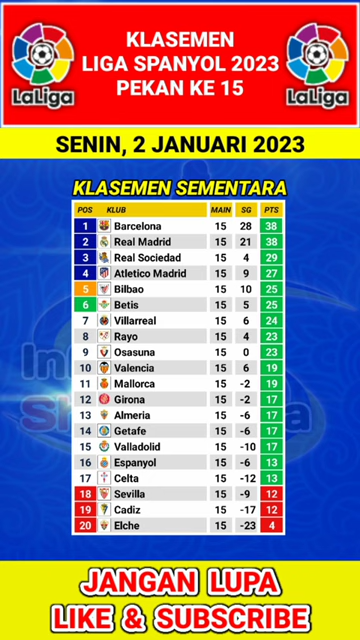 KLASEMEN
LIGA SPANYOL 2023
PEKAN KE 15
LaLiga LaLiga
SENIN, 2 JANUARI 2023
KLASEMEN SEMENTARA
POS KLUB MAIN SG PTS
1 Barcelona 15 28 38
2 Real Madrid 15 21 38
3 Real Sociedad 15 4 29
4 Atletico Madrid 15 9 27
5 Bilbao 15 10 25
6 Betis 15 5 25
7 Villarreal 15 6 24
8 Rayo 15 4 23
9 Osasuna 15 0 23
10 Valencia 15 6 19
11 Mallorca 15 -2 19
12 Girona 15 -2 17
13 Almeria 15 -6 17
14 Getafe 15 -6 17
15 Valladolid 15 -10 17
16 Espanyol 15 -6 13
17 Celta 15 -12 13
18 Sevilla 15 -9 12
19 Cadiz 15 -17 12
20 Elche 15 -23 4
JANGAN LUPA
LIKE & SUBSCRIBE